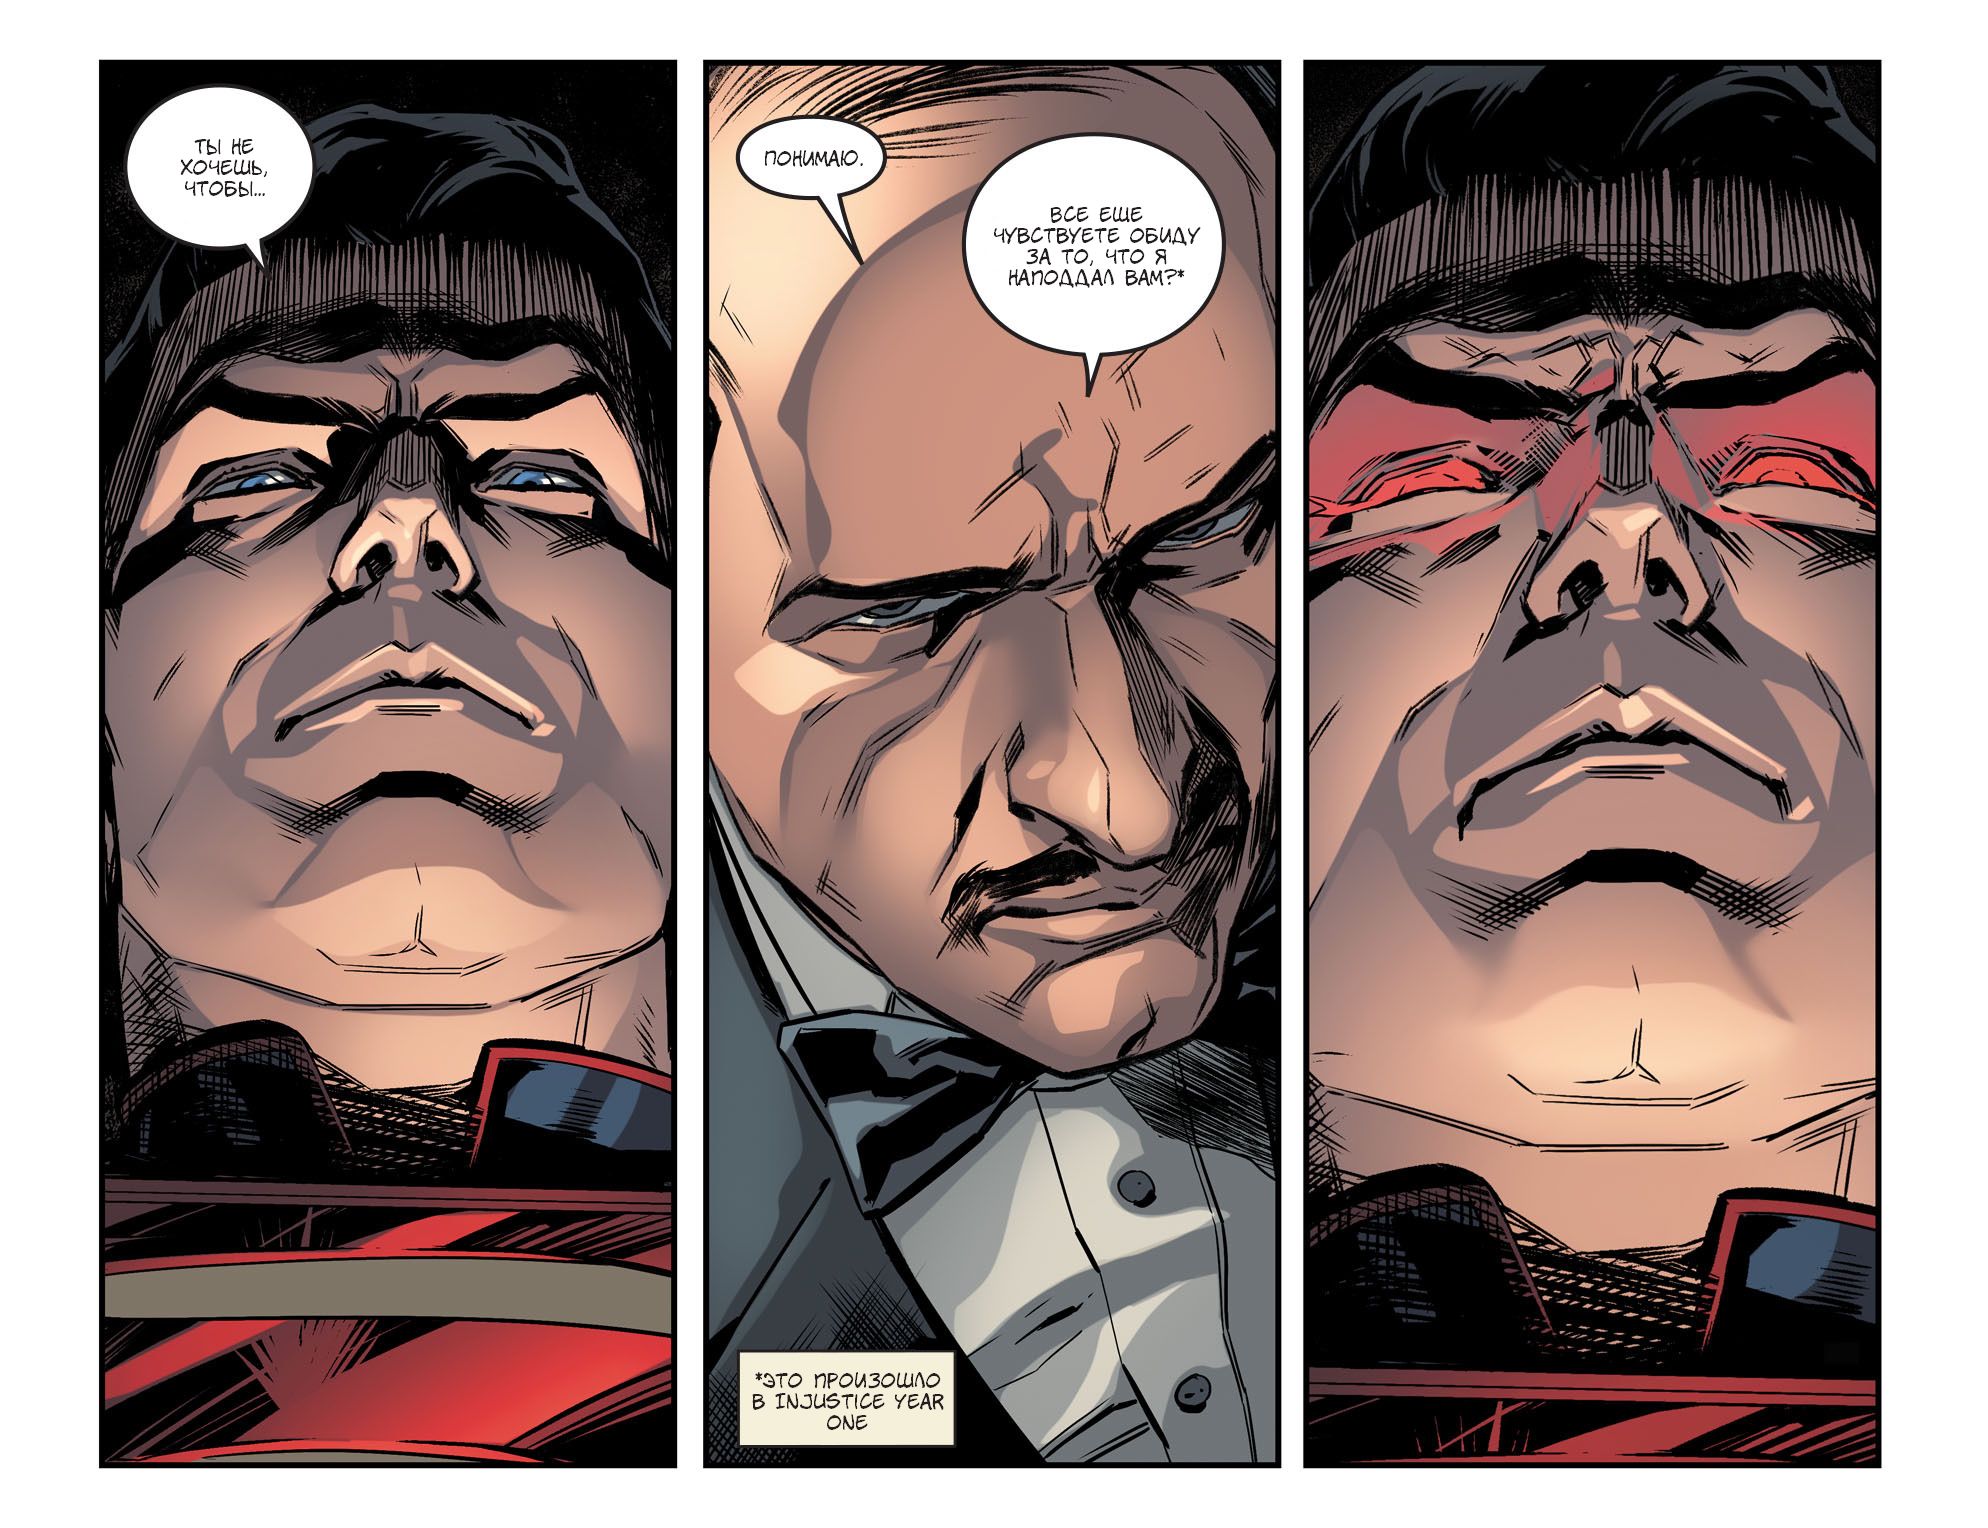 ТЫ НЕ
ХОЧЕШЬ,
ЧТОБЫ...
ПОНИМАЮ.
ВСЕ ЕЩЕ
ЧУВСТВУЕТЕ ОБИДУ
ЗА ТО, ЧТО Я
НАПОДДАЛ ВАМ?*
*ЭТО ПРОИЗОШЛО
В INJUSTICE YEAR
ONE